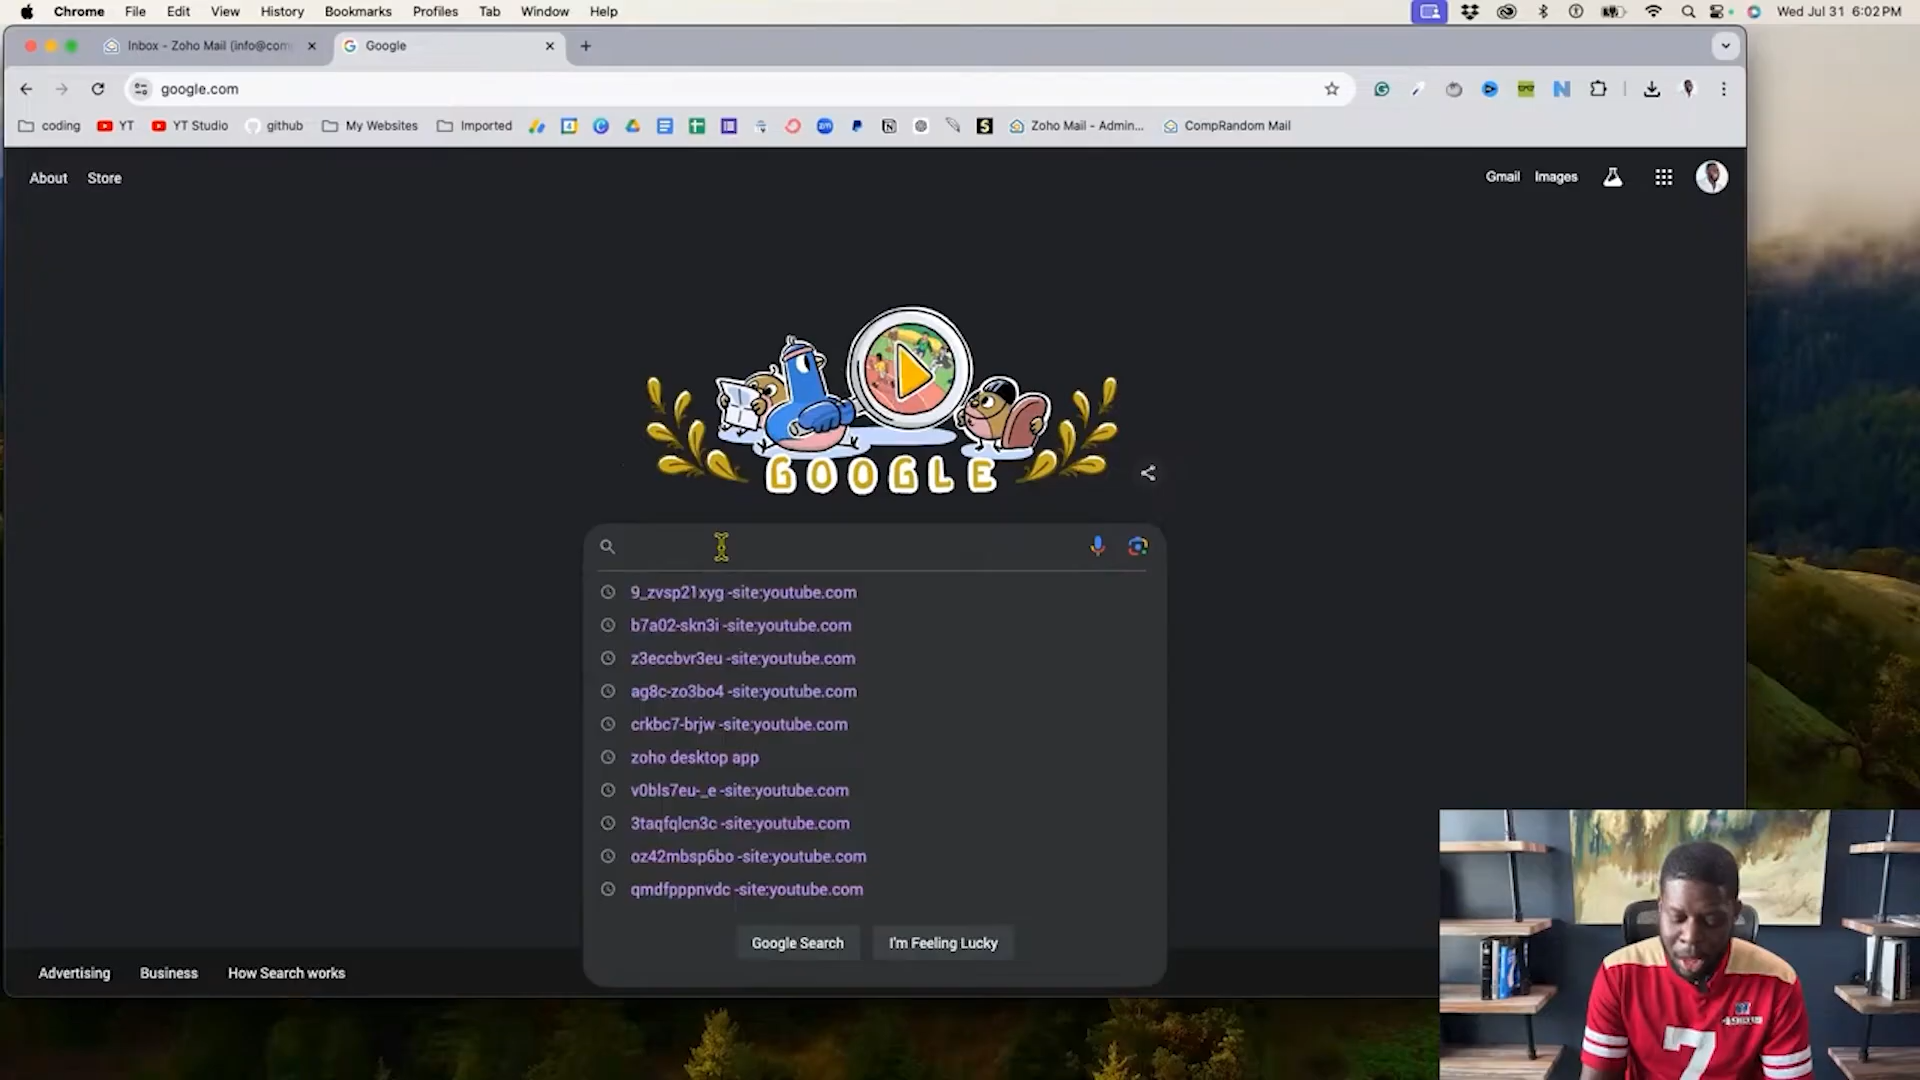 Chrome File Edit View History Bookmarks Profiles Tab Window Help Wed Jul 31 6:02 PM
Inbox - Zoho Mail (info@com Google
google.com
coding YT YT Studio github My Websites Imported Zoho Mail - Admin... CompRandom Mail
About Store Gmail Images
GOOGLE
9_zvsp21xyg -site:youtube.com
b7a02-skn3i -site:youtube.com
z3eccbvr3eu -site:youtube.com
ag8c-zo3bo4 -site:youtube.com
crkbc7-brjw -site:youtube.com
zoho desktop app
v0bls7eu-_e -site:youtube.com
3taqfqlcn3c -site:youtube.com
oz42mbsp6bo -site:youtube.com
qmdfpppnvdc -site:youtube.com
Google Search I'm Feeling Lucky
Advertising Business How Search works
7